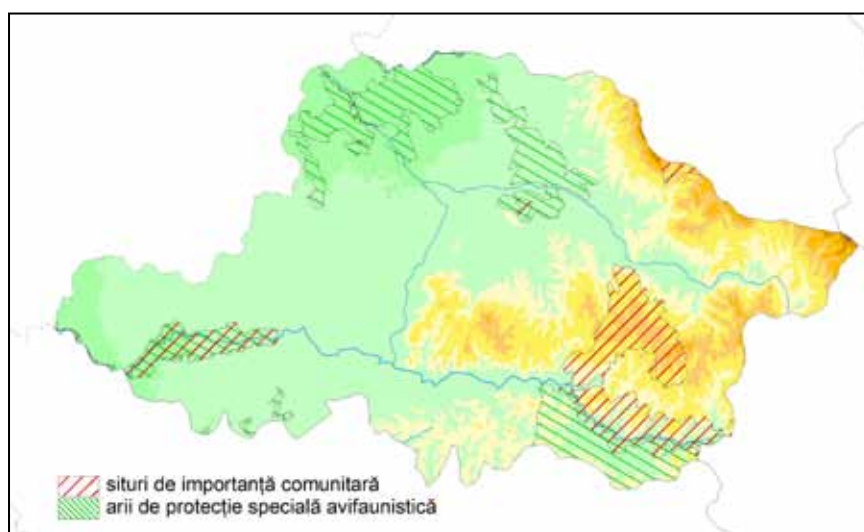 situri de importanță comunitară
arii de protecție specială avifaunistică